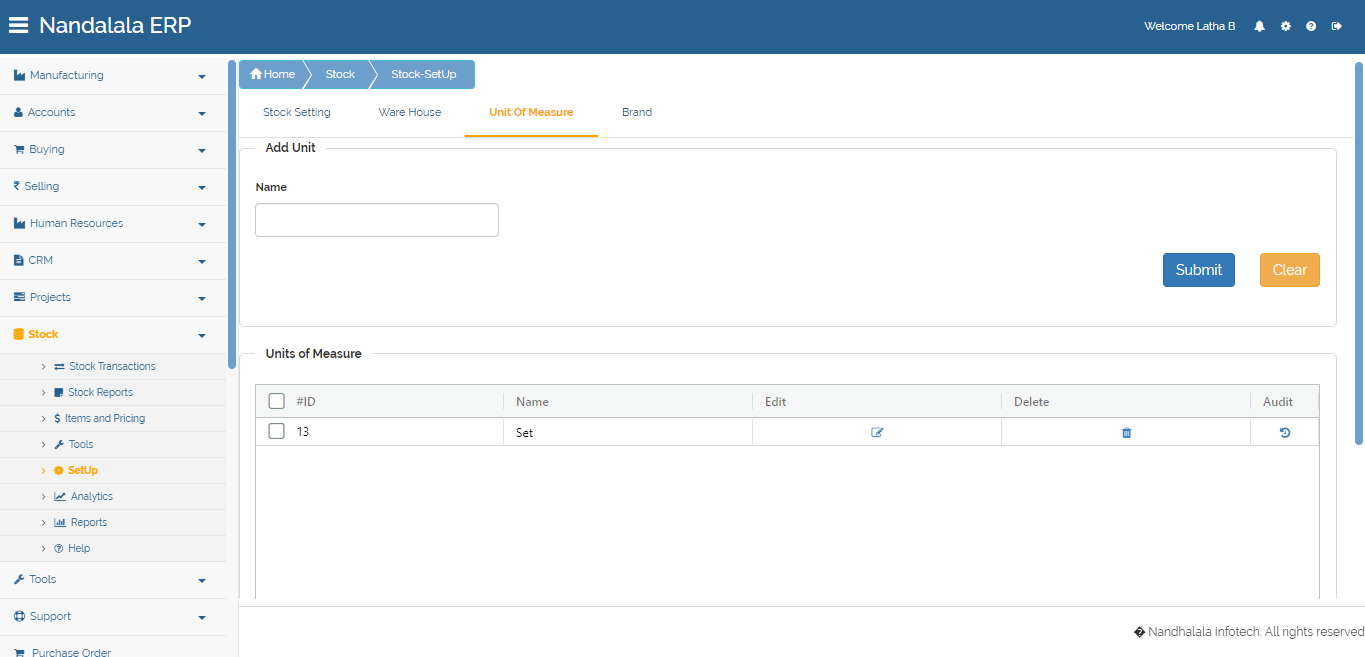 Nandalala ERP
Welcome Latha B
Manufacturing
Accounts
Buying
Selling
Human Resources
CRM
Projects
Stock
Stock Transactions
Stock Reports
Items and Pricing
Tools
SetUp
Analytics
Reports
Help
Tools
Support
Purchase Order
Home Stock Stock-SetUp
Stock Setting Ware House Unit Of Measure Brand
Add Unit
Name
Submit Clear
Units of Measure
#ID Name Edit Delete Audit
13 Set
� Nandhalala Infotech. All rights reserved